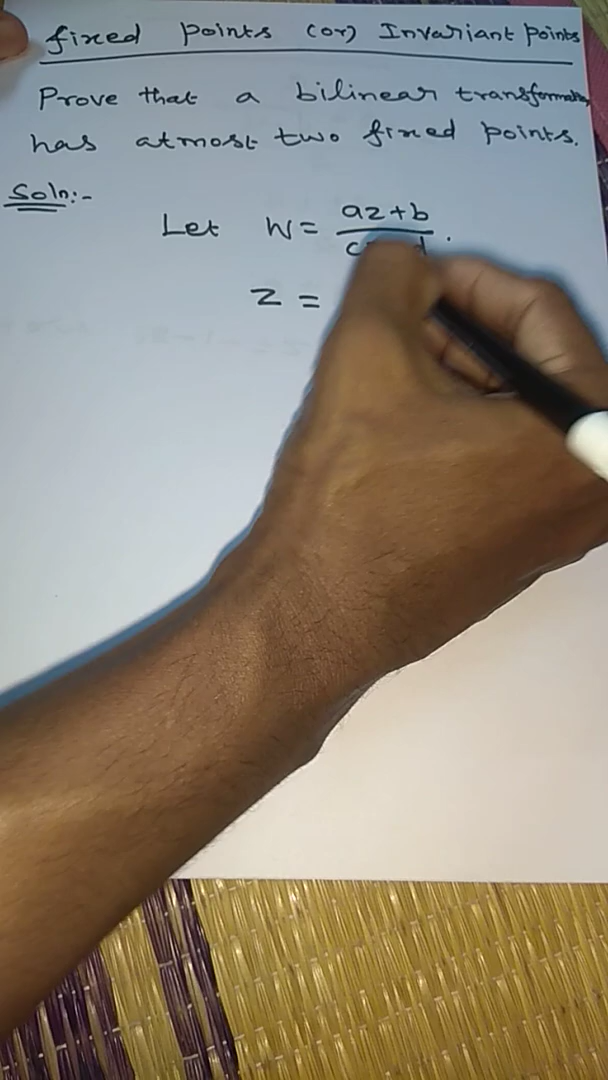 fixed points (or) Invariant points
Prove that a bilinear transformation
has atmost two fixed points.
Soln:-
Let W = az+b
z =